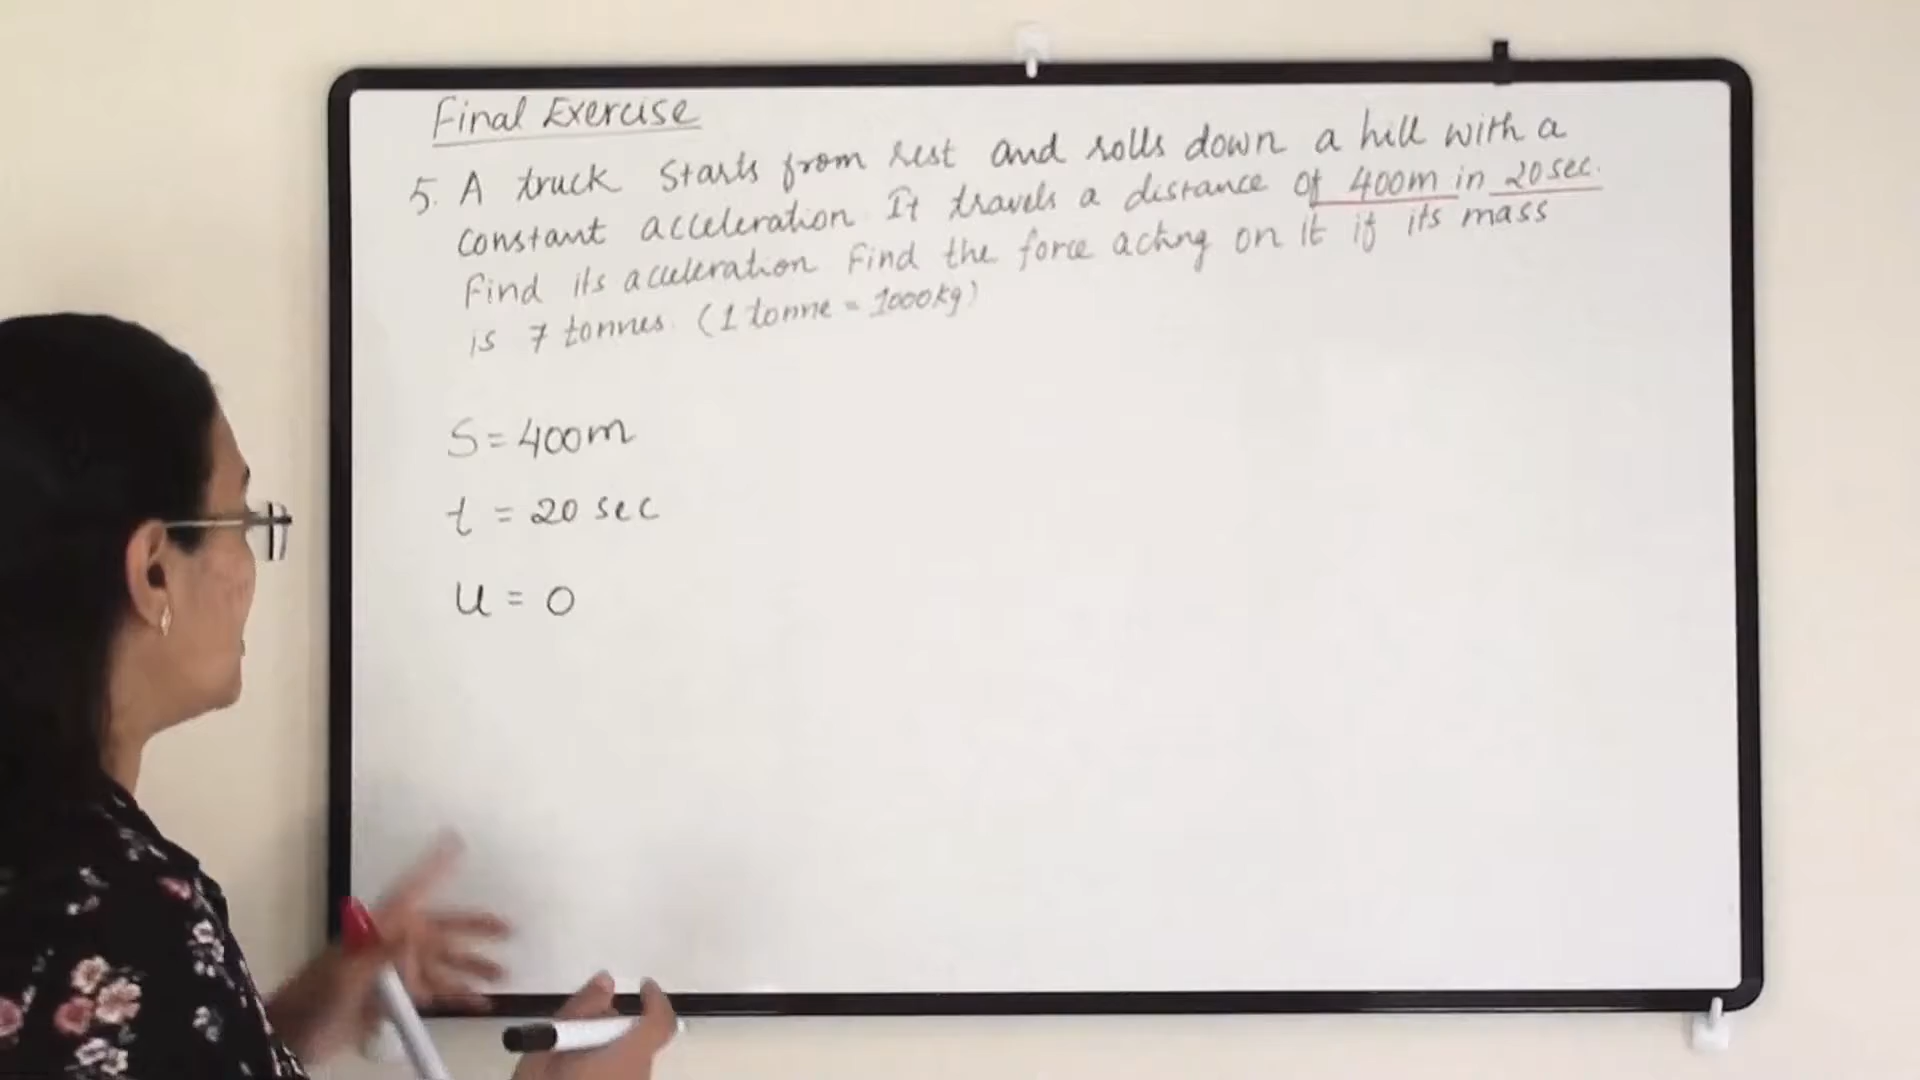 Final Exercise
5. A truck starts from rest and rolls down a hill with a
constant acceleration. It travels a distance of 400m in 20sec.
Find its acceleration Find the force acting on it if its mass
is 7 tonnes. (1 tonne = 1000kg)
S = 400m
t = 20 sec
u = 0